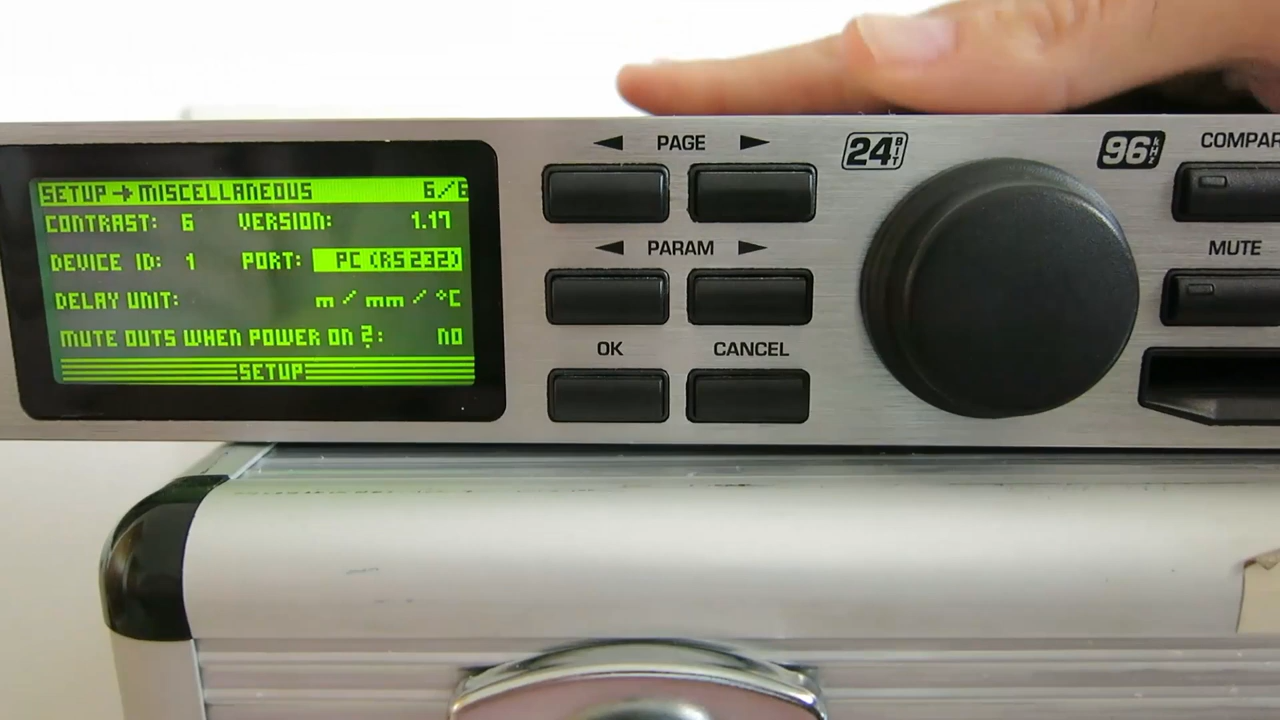 SETUP → MISCELLANEOUS 6/6
CONTRAST: 6 VERSION: 1.17
DEVICE ID: 1 PORT: PC (RS232)
DELAY UNIT: m / mm / °C
MUTE OUTS WHEN POWER ON ?: NO
SETUP
◄ PAGE ►
◄ PARAM ►
OK CANCEL
24 BIT
96 kHz
COMPAR
MUTE